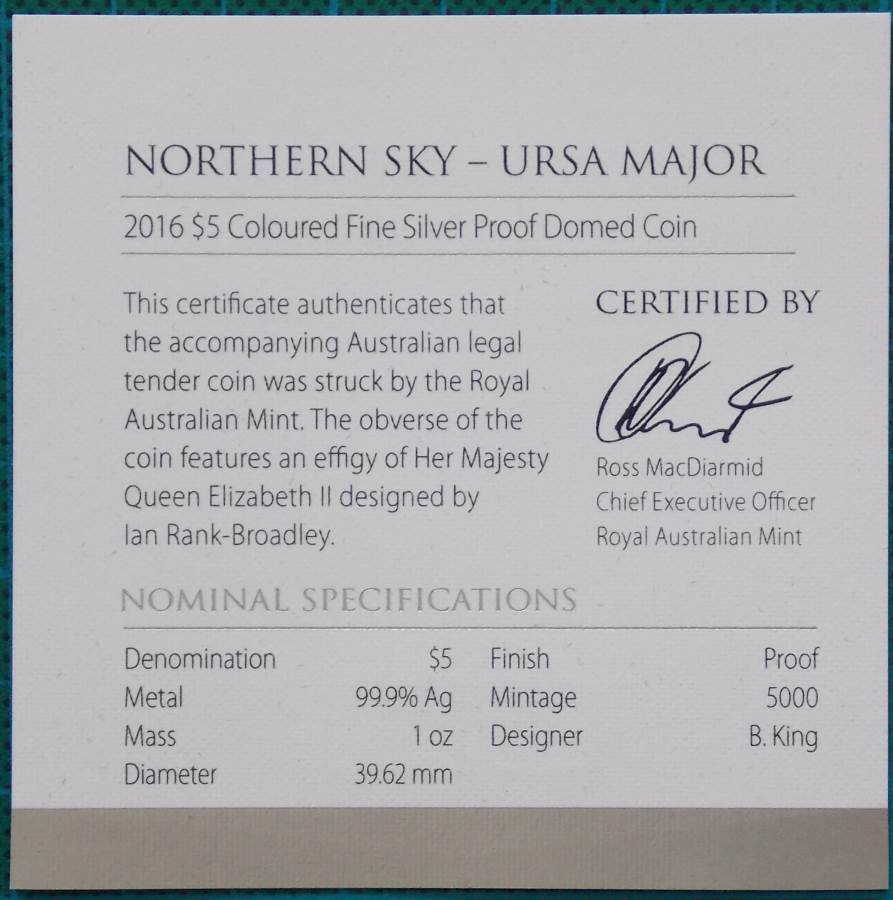 NORTHERN SKY – URSA MAJOR
2016 $5 Coloured Fine Silver Proof Domed Coin
This certificate authenticates that
the accompanying Australian legal
tender coin was struck by the Royal
Australian Mint. The obverse of the
coin features an effigy of Her Majesty
Queen Elizabeth II designed by
Ian Rank-Broadley.
CERTIFIED BY
Ross MacDiarmid
Chief Executive Officer
Royal Australian Mint
NOMINAL SPECIFICATIONS
Denomination $5 Finish Proof
Metal 99.9% Ag Mintage 5000
Mass 1 oz Designer B. King
Diameter 39.62 mm